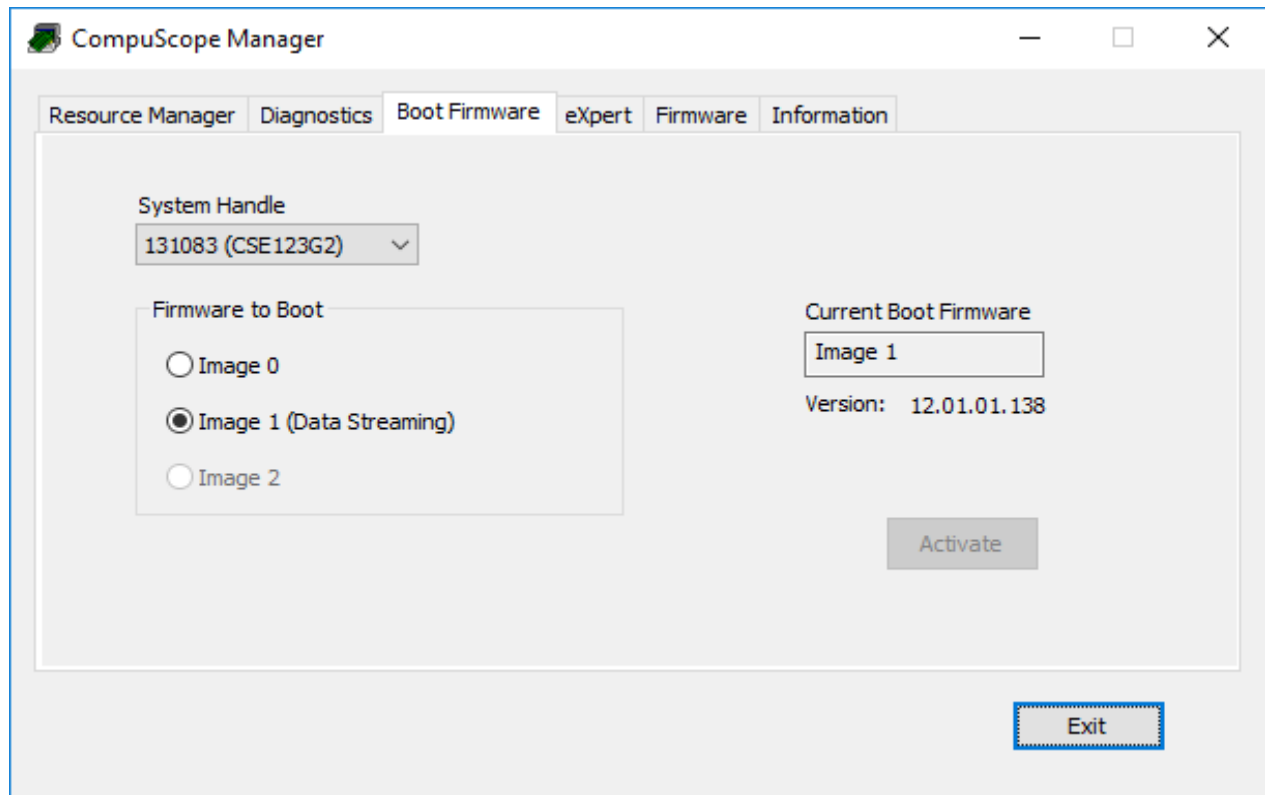 CompuScope Manager
Resource Manager Diagnostics Boot Firmware eXpert Firmware Information
System Handle
131083 (CSE123G2)
Firmware to Boot
Image 0
Image 1 (Data Streaming)
Image 2
Current Boot Firmware
Image 1
Version: 12.01.01.138
Activate
Exit